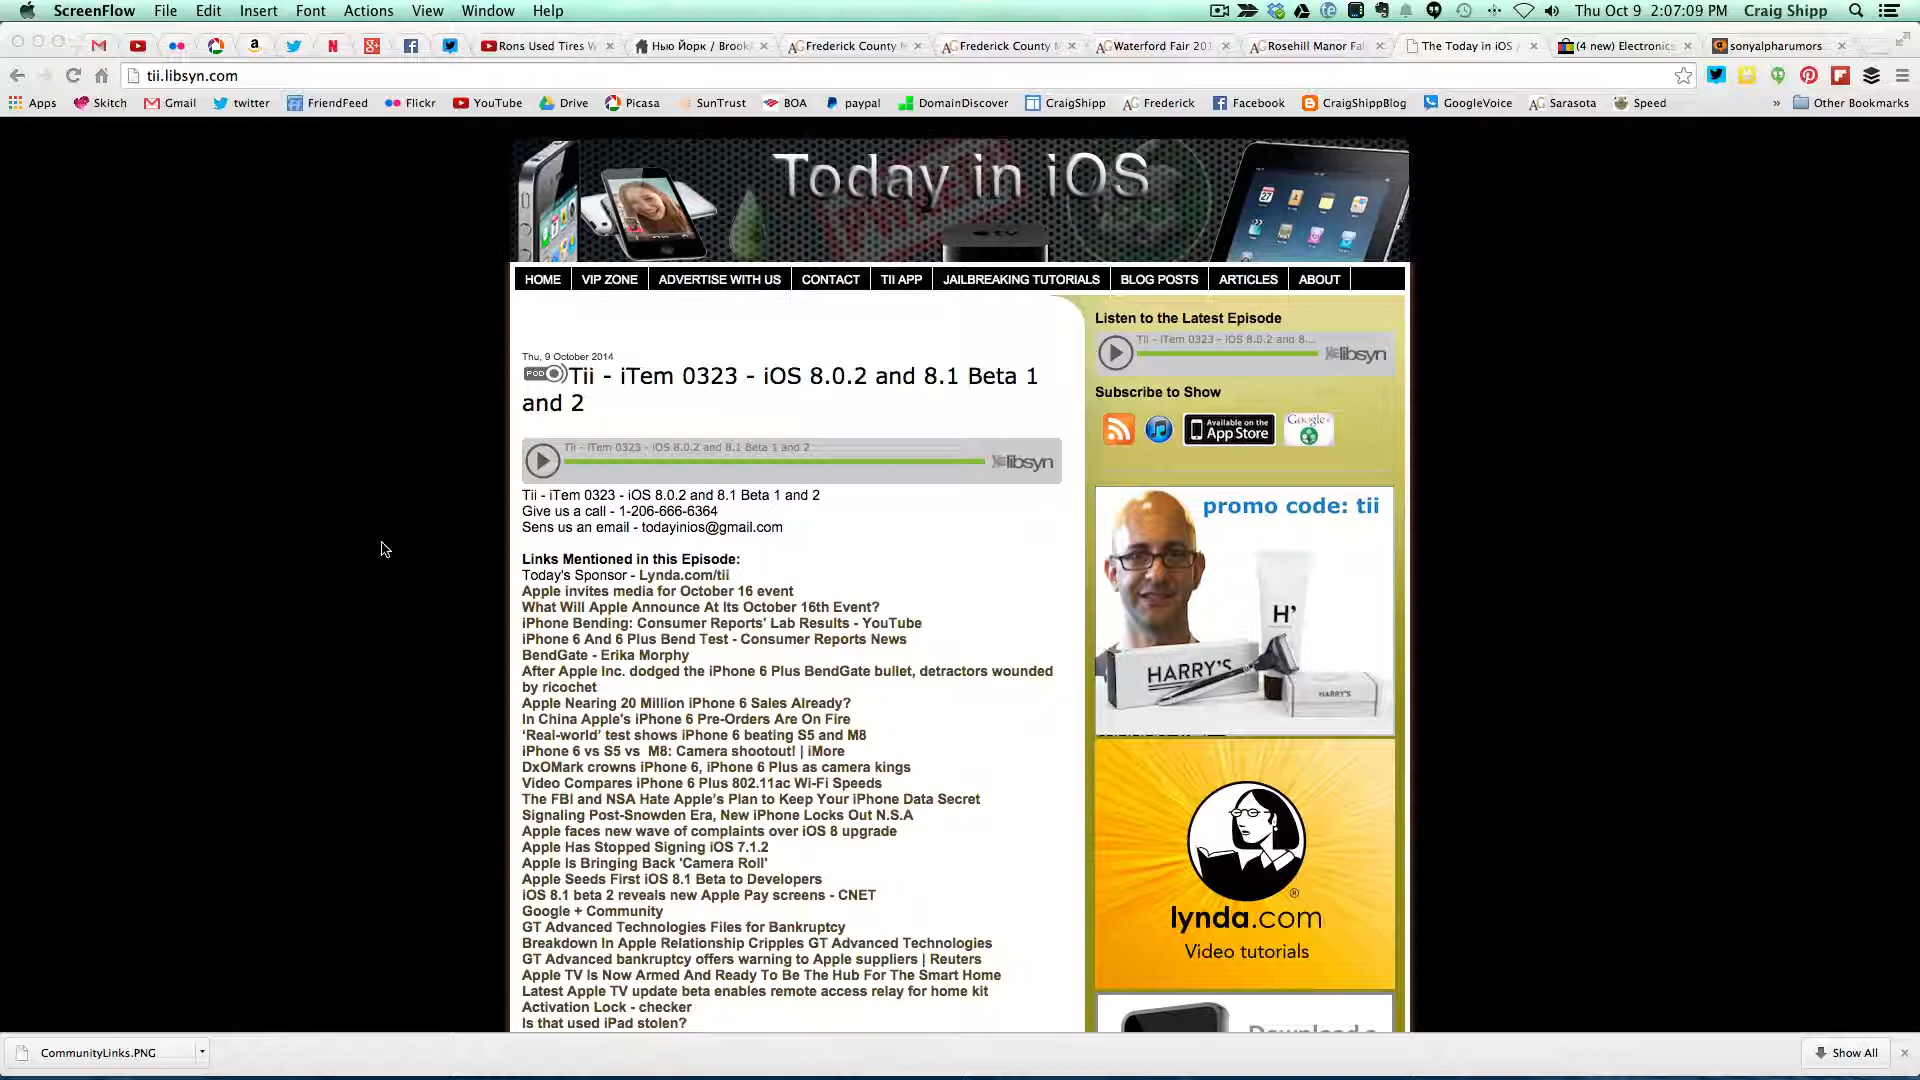 ScreenFlow File Edit Insert Font Actions View Window Help Thu Oct 9 2:07:09 PM Craig Shipp
Rons Used Tires W
Нью Йорк / Brook
Frederick County M
Frederick County M
Waterford Fair 201
Rosehill Manor Fal
The Today in iOS
(4 new) Electronics
sonyalpharumors
tii.libsyn.com
Apps Skitch Gmail twitter FriendFeed Flickr YouTube Drive Picasa SunTrust BOA paypal DomainDiscover CraigShipp Frederick Facebook CraigShippBlog GoogleVoice Sarasota Speed » Other Bookmarks
Today in iOS
HOME VIP ZONE ADVERTISE WITH US CONTACT TII APP JAILBREAKING TUTORIALS BLOG POSTS ARTICLES ABOUT
Thu, 9 October 2014
POD Tii - iTem 0323 - iOS 8.0.2 and 8.1 Beta 1
and 2
Tii - iTem 0323 - iOS 8.0.2 and 8.1 Beta 1 and 2
libsyn
Tii - iTem 0323 - iOS 8.0.2 and 8.1 Beta 1 and 2
Give us a call - 1-206-666-6364
Sens us an email - todayinios@gmail.com
Links Mentioned in this Episode:
Today's Sponsor - Lynda.com/tii
Apple invites media for October 16 event
What Will Apple Announce At Its October 16th Event?
iPhone Bending: Consumer Reports' Lab Results - YouTube
iPhone 6 And 6 Plus Bend Test - Consumer Reports News
BendGate - Erika Morphy
After Apple Inc. dodged the iPhone 6 Plus BendGate bullet, detractors wounded
by ricochet
Apple Nearing 20 Million iPhone 6 Sales Already?
In China Apple's iPhone 6 Pre-Orders Are On Fire
‘Real-world’ test shows iPhone 6 beating S5 and M8
iPhone 6 vs S5 vs M8: Camera shootout! | iMore
DxOMark crowns iPhone 6, iPhone 6 Plus as camera kings
Video Compares iPhone 6 Plus 802.11ac Wi-Fi Speeds
The FBI and NSA Hate Apple’s Plan to Keep Your iPhone Data Secret
Signaling Post-Snowden Era, New iPhone Locks Out N.S.A
Apple faces new wave of complaints over iOS 8 upgrade
Apple Has Stopped Signing iOS 7.1.2
Apple Is Bringing Back 'Camera Roll'
Apple Seeds First iOS 8.1 Beta to Developers
iOS 8.1 beta 2 reveals new Apple Pay screens - CNET
Google + Community
GT Advanced Technologies Files for Bankruptcy
Breakdown In Apple Relationship Cripples GT Advanced Technologies
GT Advanced bankruptcy offers warning to Apple suppliers | Reuters
Apple TV Is Now Armed And Ready To Be The Hub For The Smart Home
Latest Apple TV update beta enables remote access relay for home kit
Activation Lock - checker
Is that used iPad stolen?
Listen to the Latest Episode
Tii - iTem 0323 - iOS 8.0.2 and 8....
libsyn
Subscribe to Show
Available on the
App Store
Google
promo code: tii
H'
HARRY'S
HARRY'S
lynda.com
Video tutorials
CommunityLinks.PNG
Show All